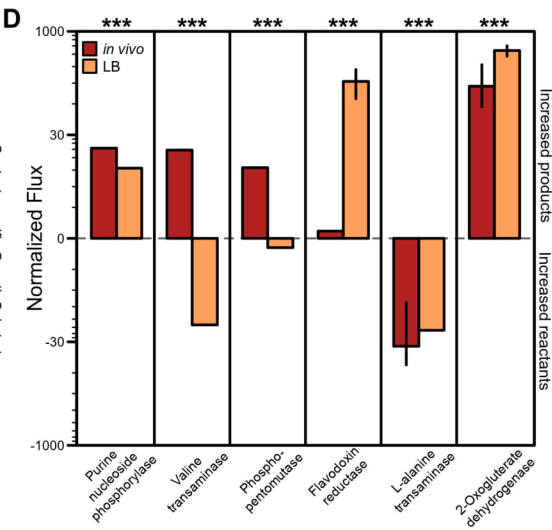 D
*** *** *** *** *** ***
in vivo
LB
1000
30
0
-30
-1000
Normalized Flux
Increased products
Increased reactants
Purine
nucleoside
phosphorylase
Valine
transaminase
Phospho-
pentomutase
Flavodoxin
reductase
L-alanine
transaminase
2-Oxogluterate
dehydrogenase